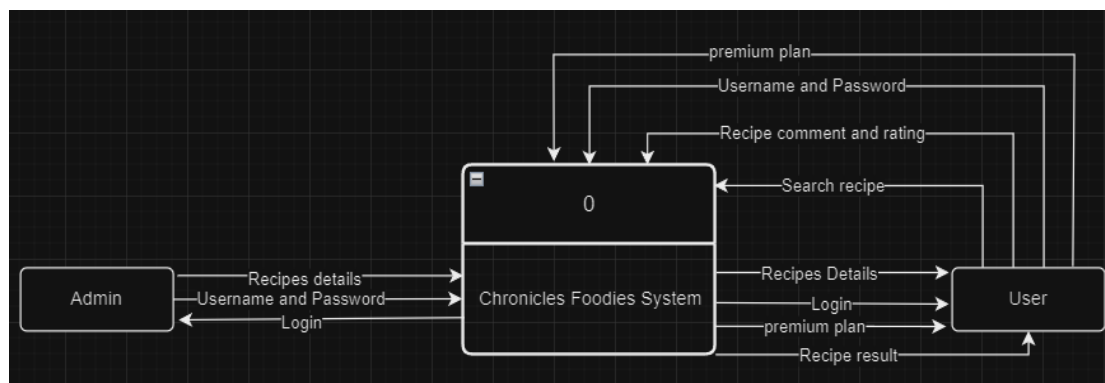 premium plan
Username and Password
Recipe comment and rating
Search recipe
0
Recipes details
Username and Password
Login
Admin
Chronicles Foodies System
Recipes Details
Login
premium plan
Recipe result
User